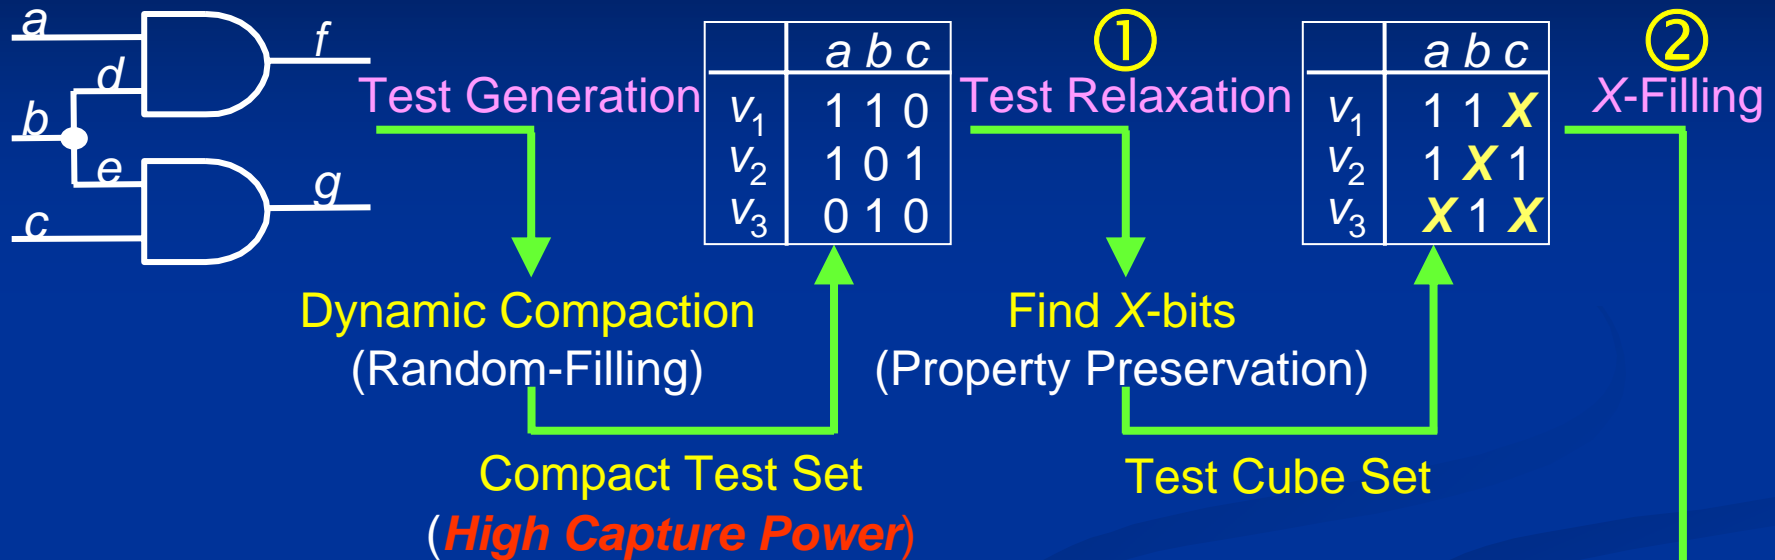 a
d
f
b
e
g
c
Test Generation
Dynamic Compaction
(Random-Filling)
Compact Test Set
(High Capture Power)
a b c
v1 1 1 0
v2 1 0 1
v3 0 1 0
①
Test Relaxation
Find X-bits
(Property Preservation)
Test Cube Set
a b c
v1 1 1 X
v2 1 X 1
v3 X 1 X
②
X-Filling